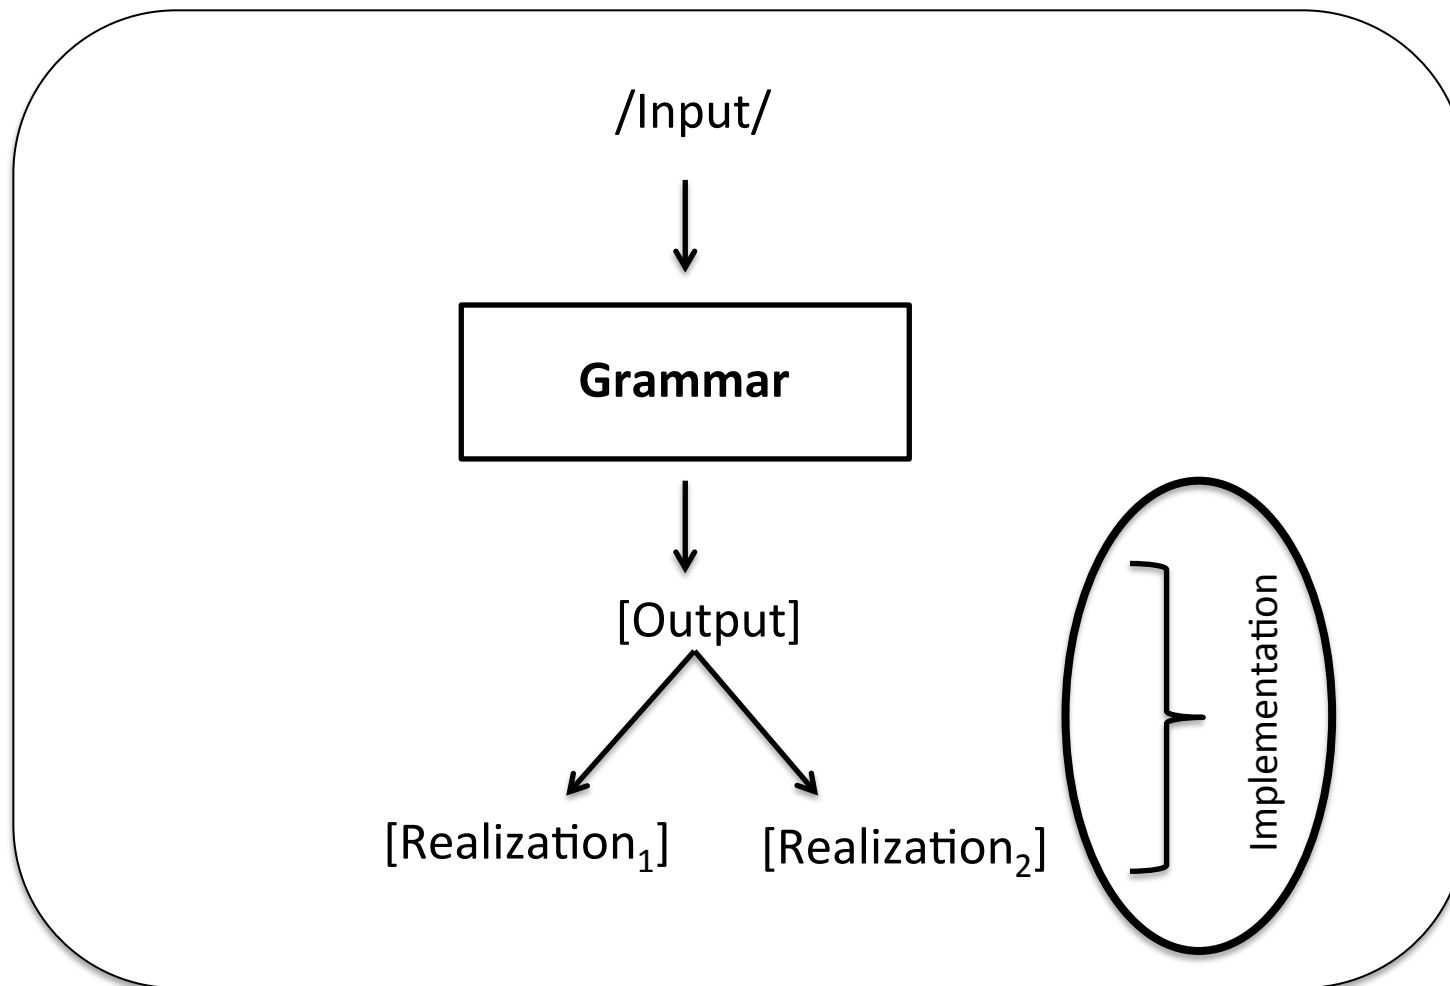 /Input/
Grammar
[Output]
[Realization₁]
[Realization₂]
Implementation